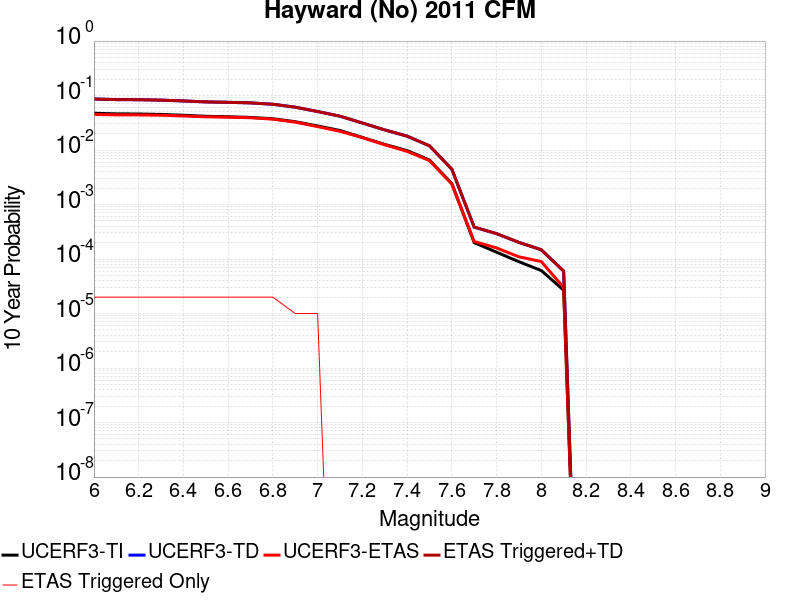 Hayward (No) 2011 CFM
10^0
10^-1
10^-2
10^-3
10^-4
10^-5
10^-6
10^-7
10^-8
10 Year Probability
6 6.2 6.4 6.6 6.8 7 7.2 7.4 7.6 7.8 8 8.2 8.4 8.6 8.8 9
Magnitude
UCERF3-TI UCERF3-TD UCERF3-ETAS ETAS Triggered+TD
ETAS Triggered Only